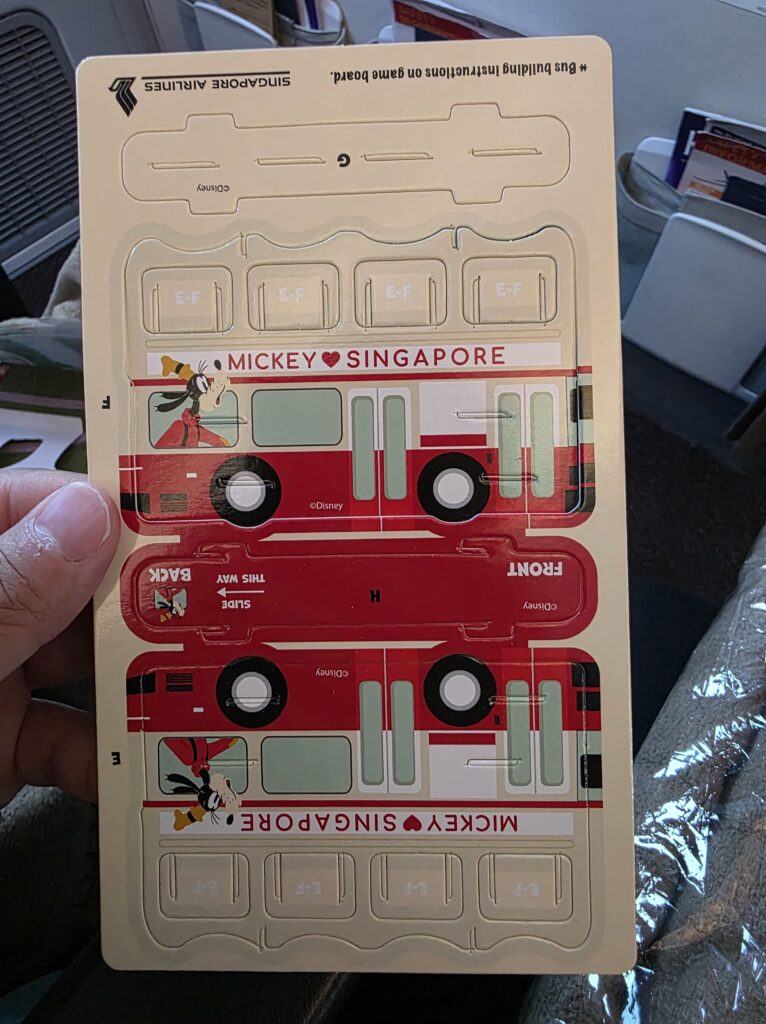 * Bus building instructions on game board.
SINGAPORE AIRLINES
G
©Disney
E-F E-F E-F E-F
MICKEY♥SINGAPORE
F
©Disney
BACK
SLIDE THIS WAY
H
FRONT
©Disney
©Disney
E
MICKEY♥SINGAPORE
E-F E-F E-F E-F